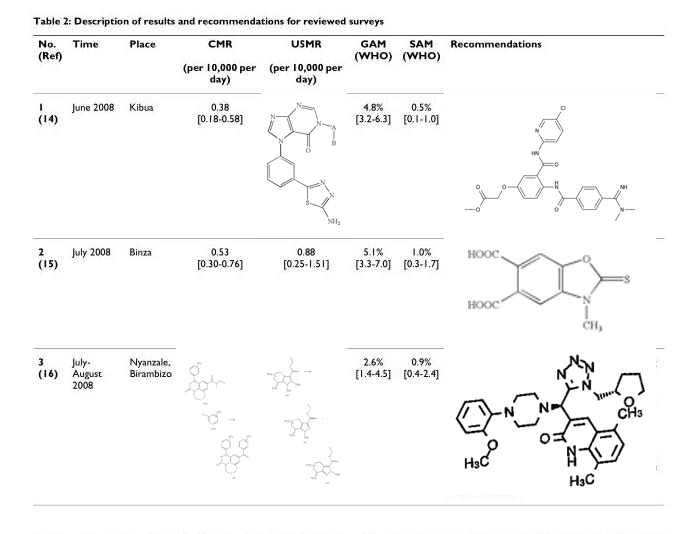 Table 2: Description of results and recommendations for reviewed surveys
No. (Ref) Time Place CMR (per 10,000 per day) U5MR (per 10,000 per day) GAM (WHO) SAM (WHO) Recommendations
1 (14) June 2008 Kibua 0.38 [0.18-0.58] 4.8% [3.2-6.3] 0.5% [0.1-1.0]
N
N
N
N
N
O
A
B
N
N
S
NH₂
Cl
N
HN
O
H
N
O
O
O
O
NH
N
2 (15) July 2008 Binza 0.53 [0.30-0.76] 0.88 [0.25-1.51] 5.1% [3.3-7.0] 1.0% [0.3-1.7]
HOOC
HOOC
O
S
N
CH₃
3 (16) July-August 2008 Nyanzale, Birambizo 2.6% [1.4-4.5] 0.9% [0.4-2.4]
N
N
N
N
N
N
O
CH₃
O
H₃C
O
N
H
H₃C